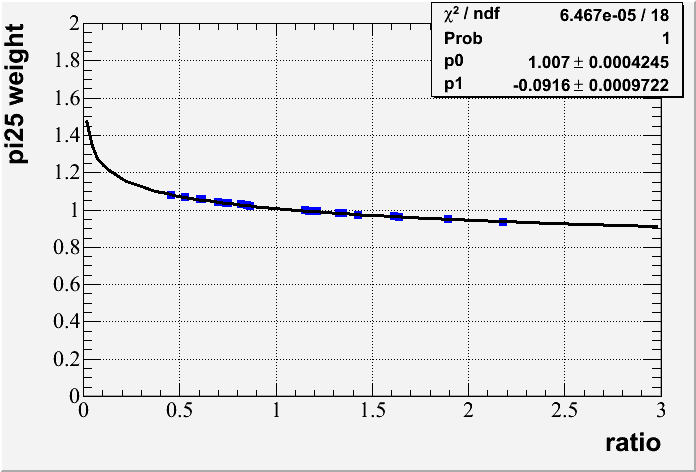 χ² / ndf 6.467e-05 / 18
Prob 1
p0 1.007 ± 0.0004245
p1 -0.0916 ± 0.0009722
pi25 weight
2
1.8
1.6
1.4
1.2
1
0.8
0.6
0.4
0.2
0
0 0.5 1 1.5 2 2.5 3
ratio